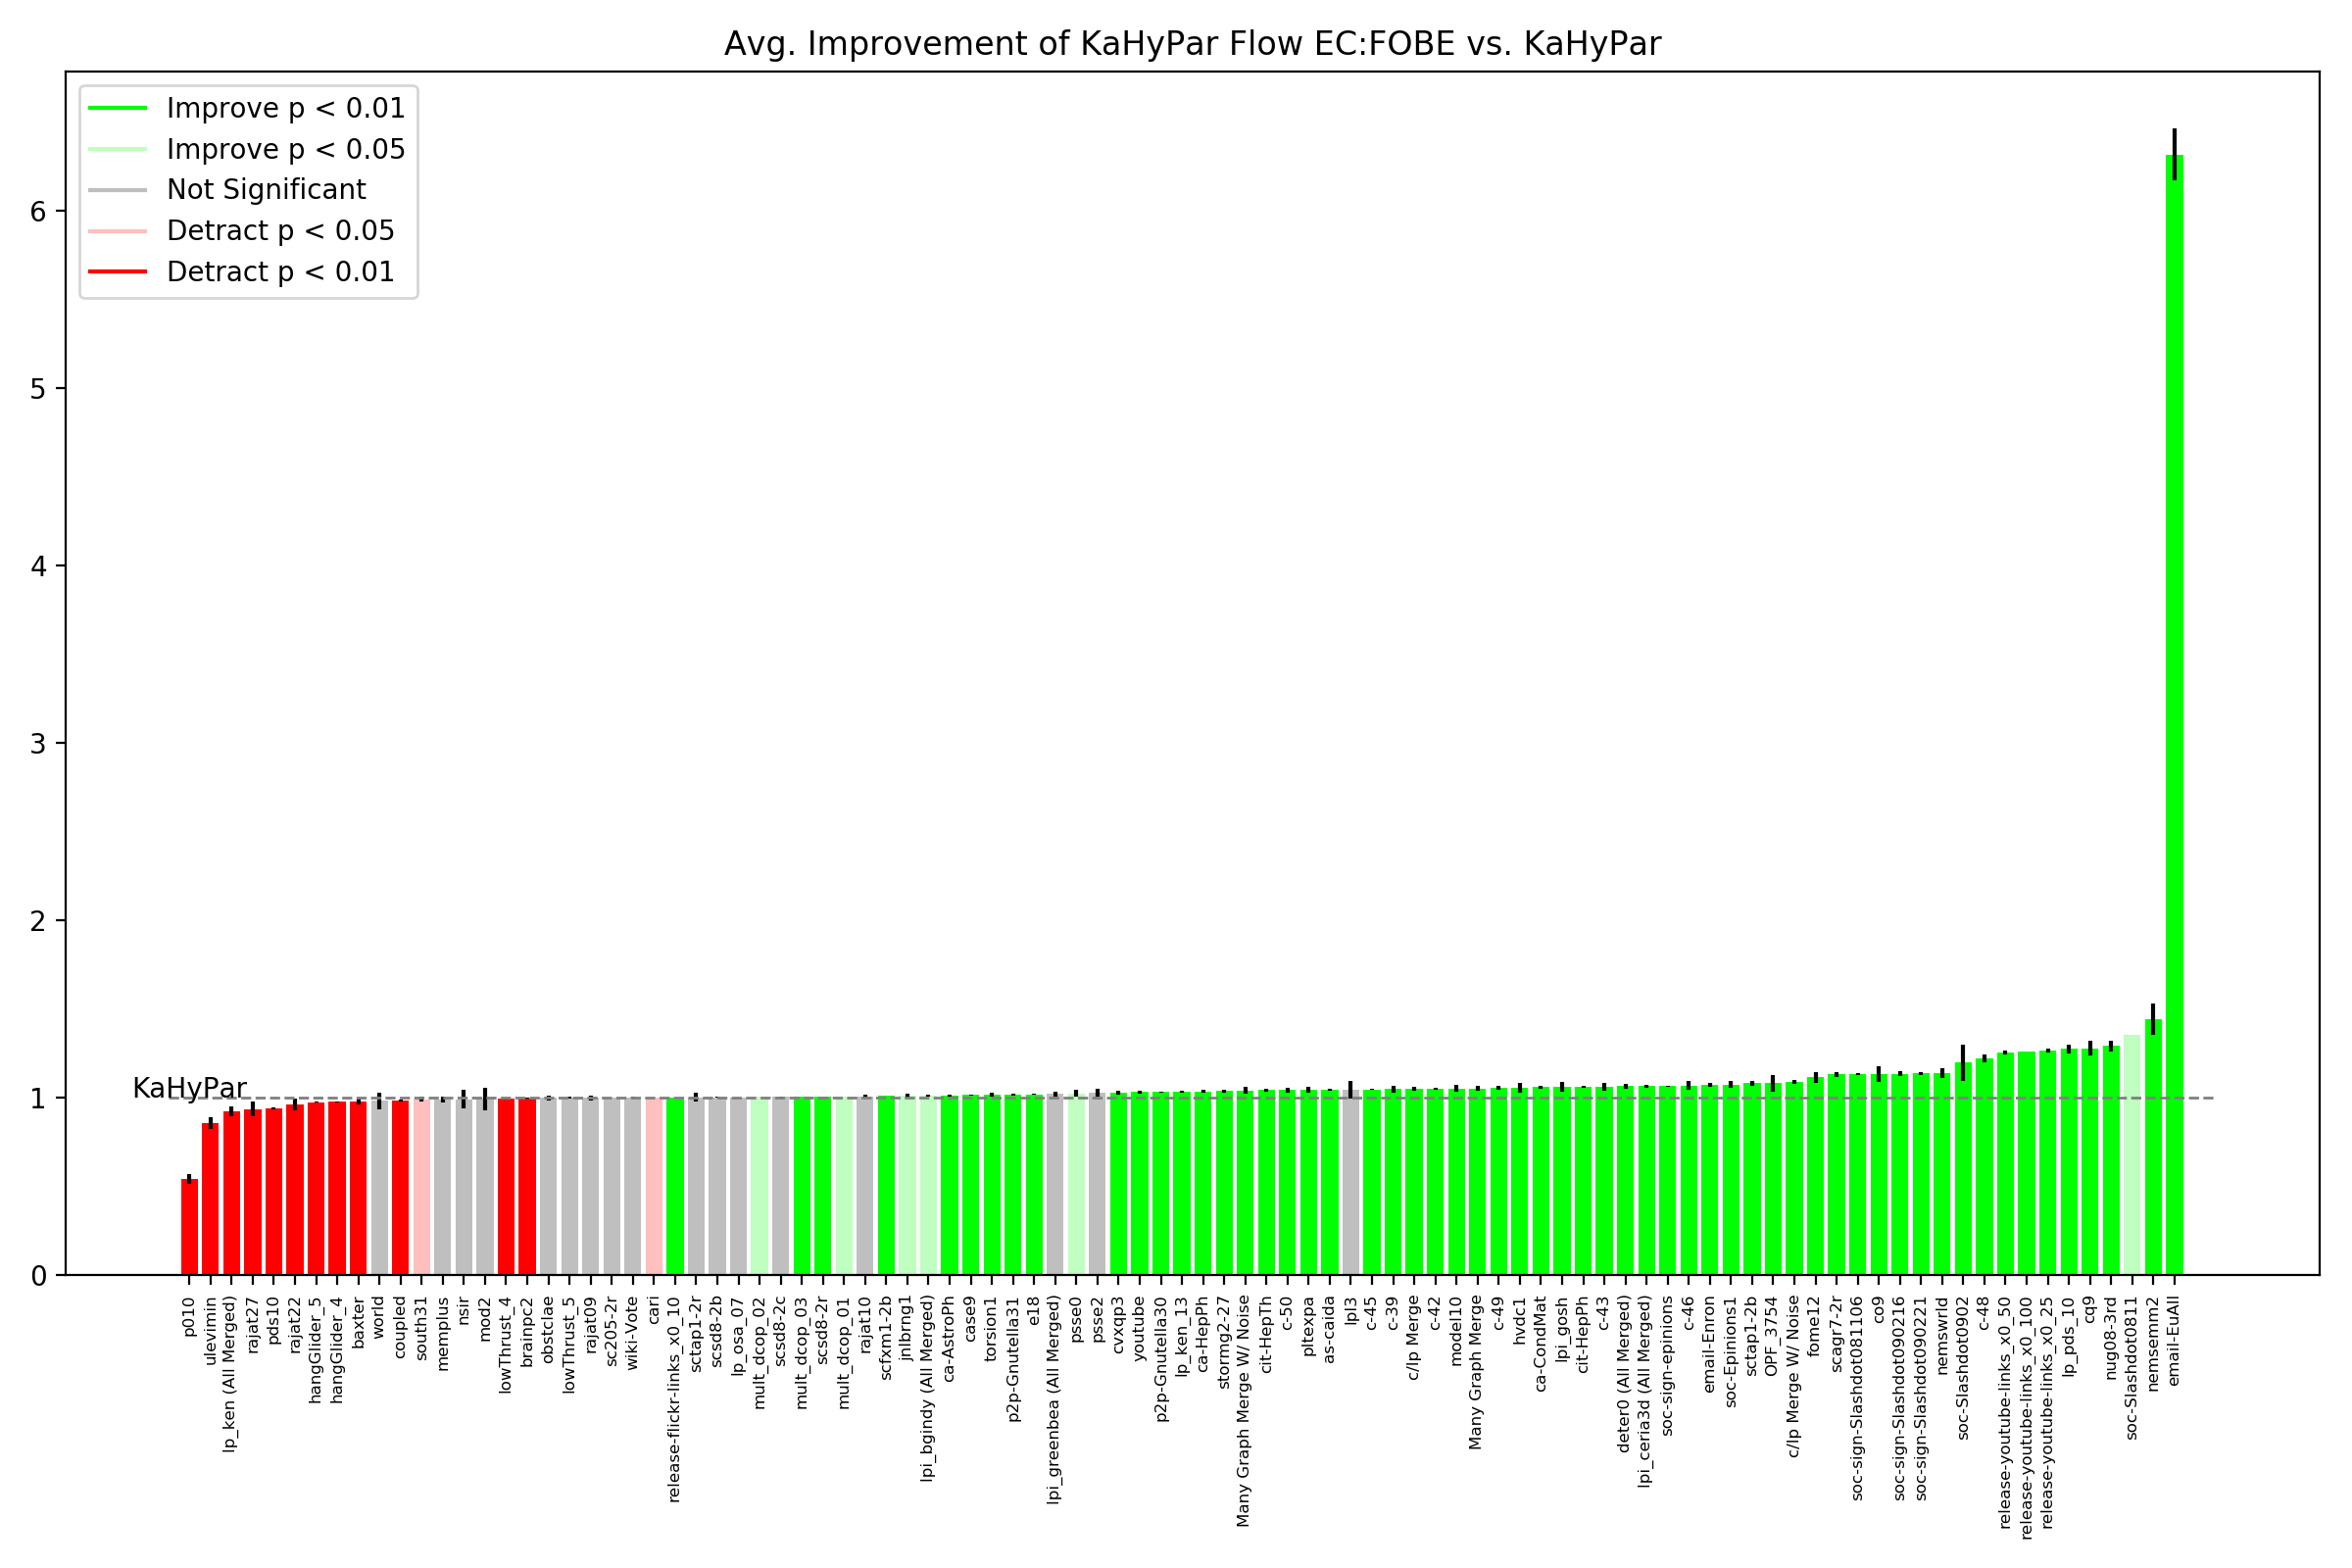 Avg. Improvement of KaHyPar Flow EC:FOBE vs. KaHyPar
Improve p < 0.01
Improve p < 0.05
Not Significant
Detract p < 0.05
Detract p < 0.01
6
5
4
3
2
1
0
KaHyPar
p010
ulevimin
lp_ken (All Merged)
rajat27
pds10
rajat22
hangGlider_5
hangGlider_4
baxter
world
coupled
south31
memplus
nsir
mod2
lowThrust_4
brainpc2
obstclae
lowThrust_5
rajat09
sc205-2r
wiki-Vote
cari
release-flickr-links_x0_10
sctap1-2r
scsd8-2b
lp_osa_07
mult_dcop_02
scsd8-2c
mult_dcop_03
scsd8-2r
mult_dcop_01
rajat10
scfxm1-2b
jnlbrng1
lpi_bgindy (All Merged)
ca-AstroPh
case9
torsion1
p2p-Gnutella31
e18
lpi_greenbea (All Merged)
psse0
psse2
cvxqp3
youtube
p2p-Gnutella30
lp_ken_13
ca-HepPh
stormg2-27
Many Graph Merge W/ Noise
cit-HepTh
c-50
pltexpa
as-caida
lpl3
c-45
c-39
c/lp Merge
c-42
model10
Many Graph Merge
c-49
hvdc1
ca-CondMat
lpi_gosh
cit-HepPh
c-43
deter0 (All Merged)
lpi_ceria3d (All Merged)
soc-sign-epinions
c-46
email-Enron
soc-Epinions1
sctap1-2b
OPF_3754
c/lp Merge W/ Noise
fome12
scagr7-2r
soc-sign-Slashdot081106
co9
soc-sign-Slashdot090216
soc-sign-Slashdot090221
nemswrld
soc-Slashdot0902
c-48
release-youtube-links_x0_50
release-youtube-links_x0_100
release-youtube-links_x0_25
lp_pds_10
cq9
nug08-3rd
soc-Slashdot0811
nemsemm2
email-EuAll